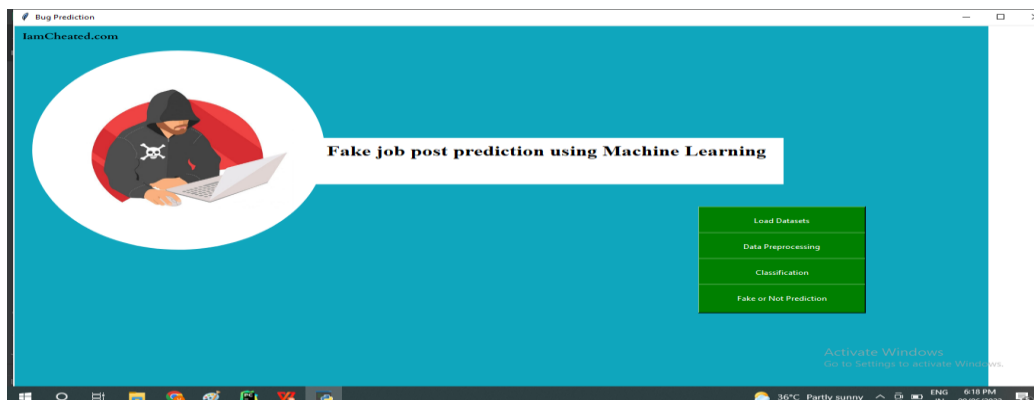 Bug Prediction
IamCheated.com
Fake job post prediction using Machine Learning
Load Datasets
Data Preprocessing
Classification
Fake or Not Prediction
Activate Windows
Go to Settings to activate Windows.
36°C Partly sunny
ENG
6:18 PM